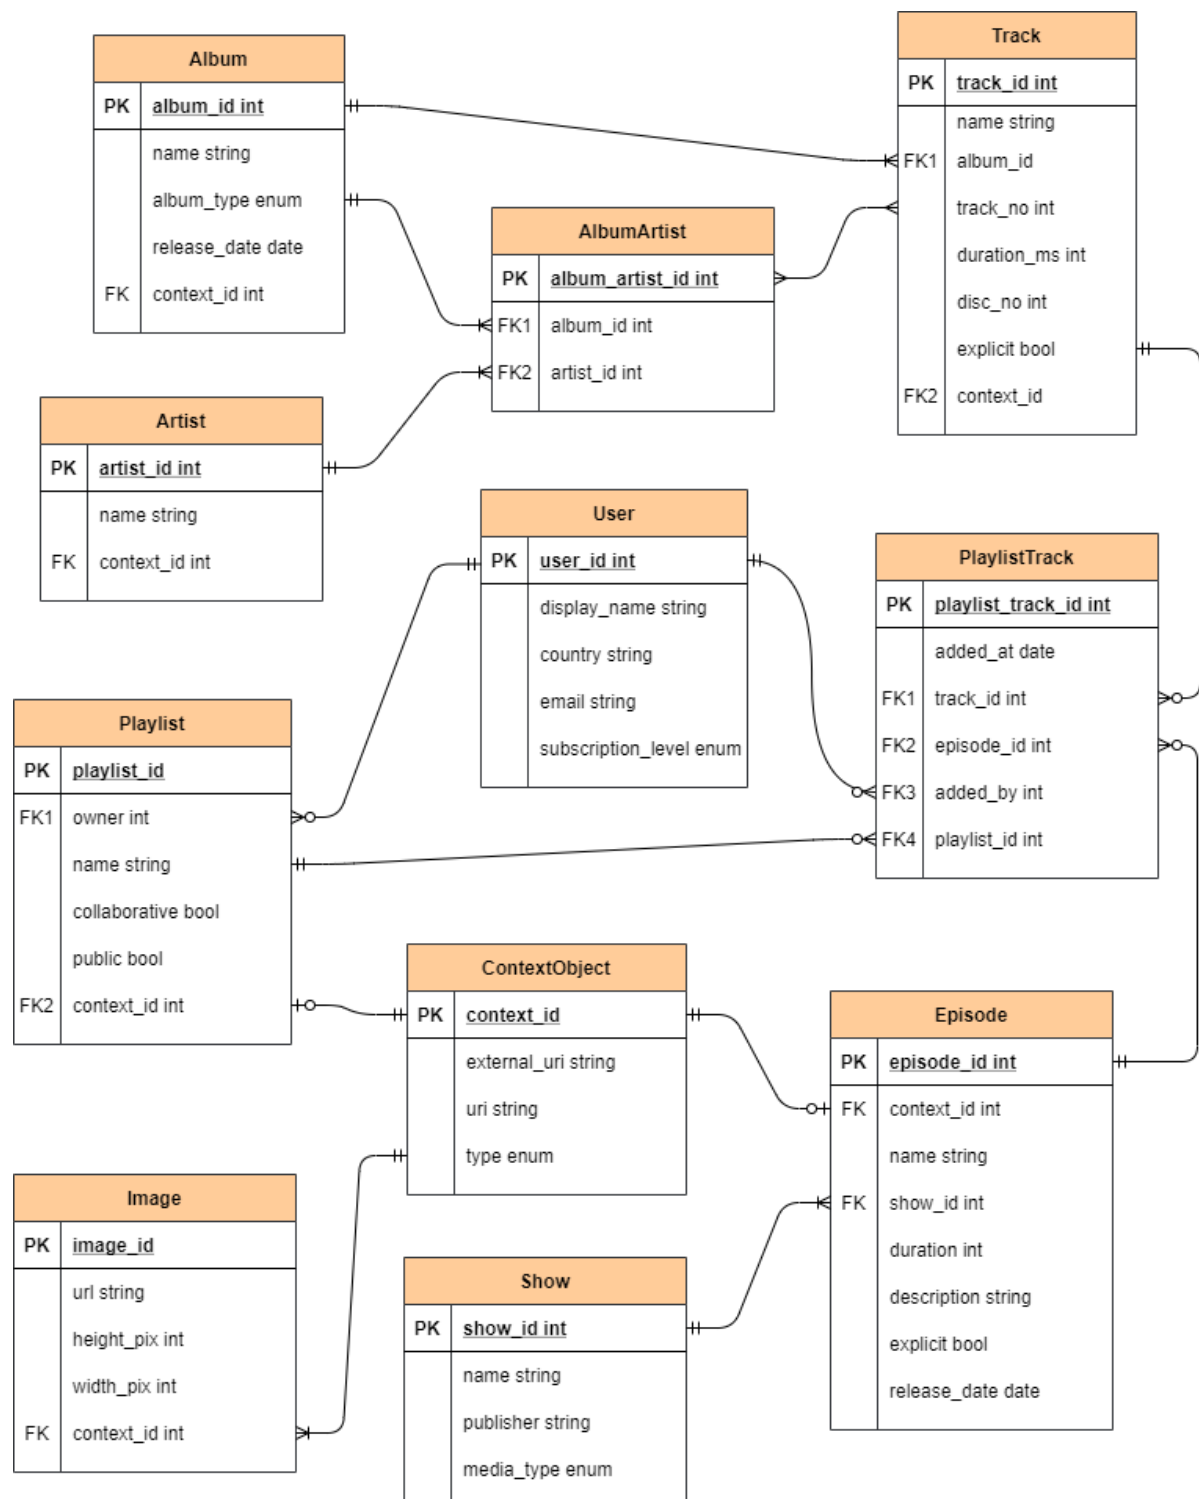 Album
PK album_id int
name string
album_type enum
release_date date
FK context_id int
Track
PK track_id int
name string
FK1 album_id
track_no int
duration_ms int
disc_no int
explicit bool
FK2 context_id
AlbumArtist
PK album_artist_id int
FK1 album_id int
FK2 artist_id int
Artist
PK artist_id int
name string
FK context_id int
User
PK user_id int
display_name string
country string
email string
subscription_level enum
PlaylistTrack
PK playlist_track_id int
added_at date
FK1 track_id int
FK2 episode_id int
FK3 added_by int
FK4 playlist_id int
Playlist
PK playlist_id
FK1 owner int
name string
collaborative bool
public bool
FK2 context_id int
ContextObject
PK context_id
external_uri string
uri string
type enum
Episode
PK episode_id int
FK context_id int
name string
FK show_id int
duration int
description string
explicit bool
release_date date
Image
PK image_id
url string
height_pix int
width_pix int
FK context_id int
Show
PK show_id int
name string
publisher string
media_type enum